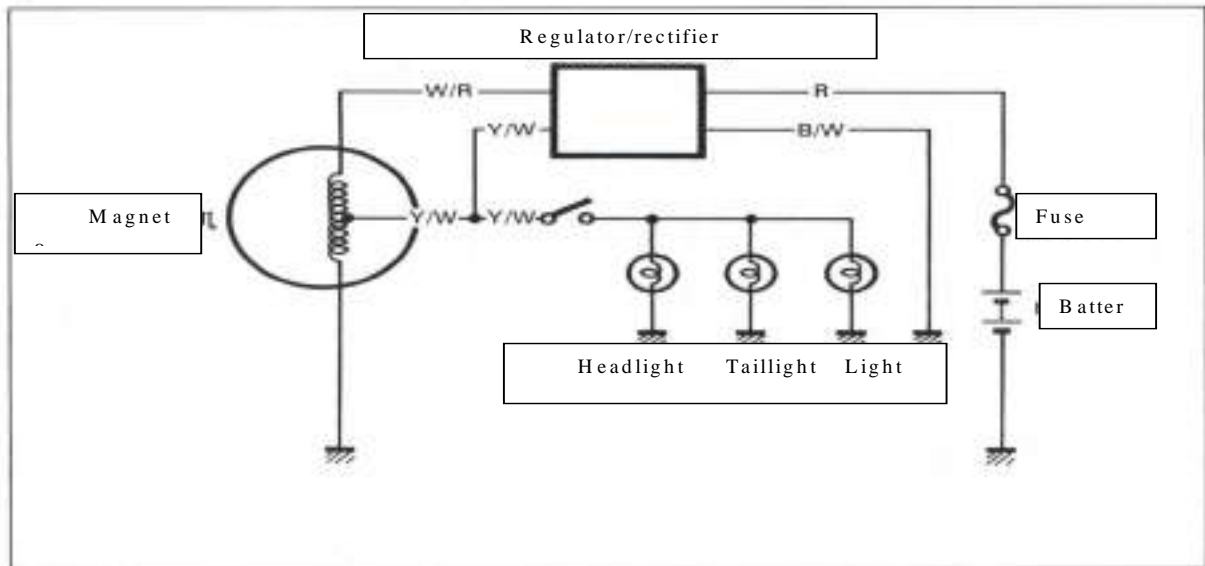 Regulator/rectifier
W/R
R
Y/W
B/W
Magnet
Y/W
Y/W
Fuse
Batter
Headlight Taillight Light